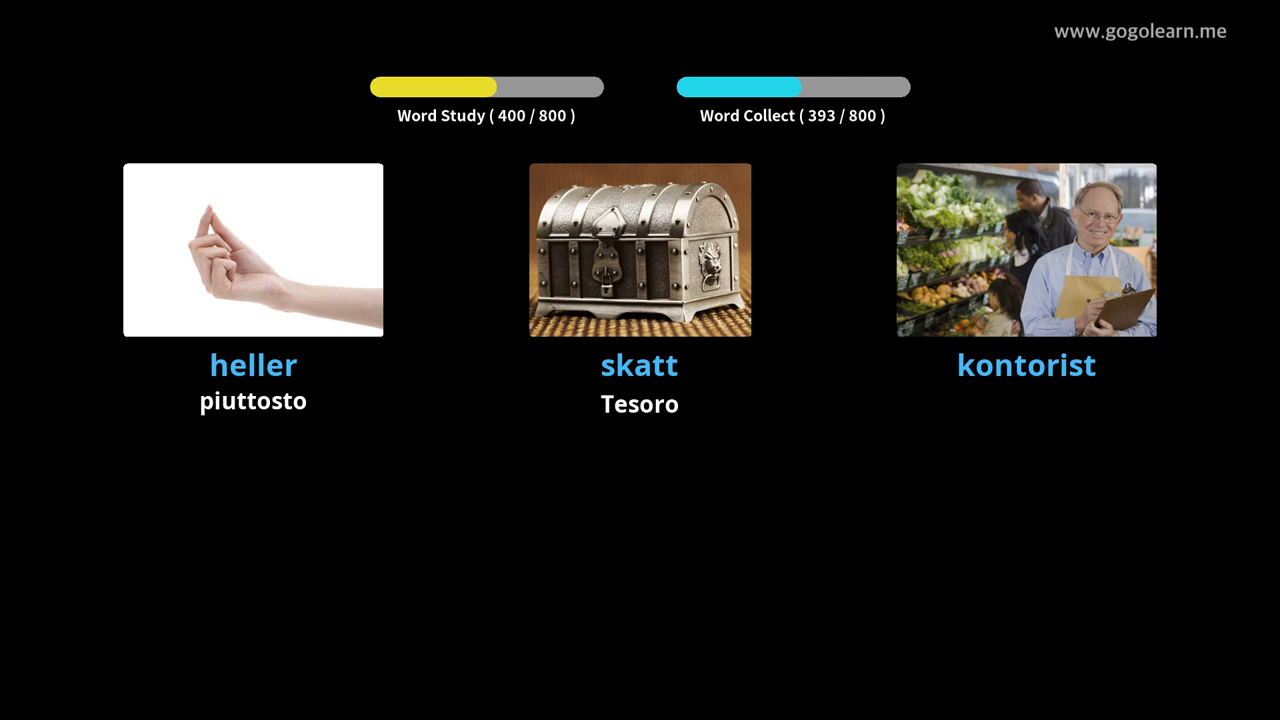 www.gogolearn.me
Word Study ( 400 / 800 )
Word Collect ( 393 / 800 )
heller
piuttosto
skatt
Tesoro
kontorist